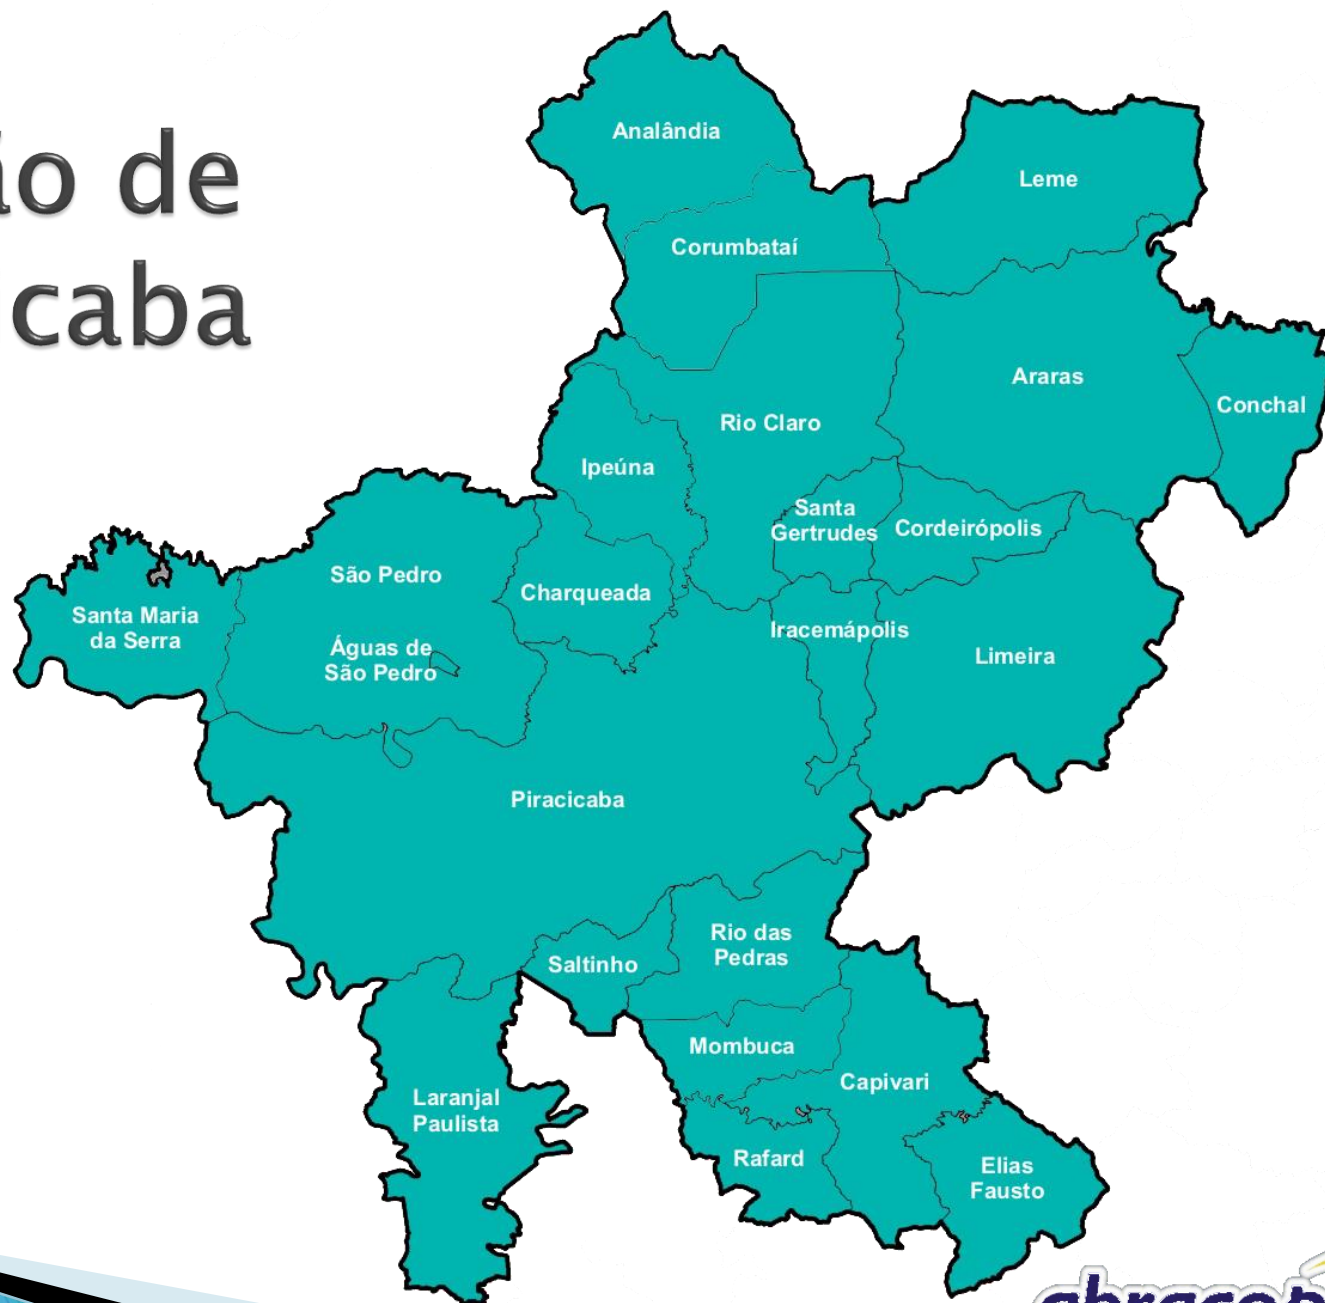 ão de
caba
Analândia
Leme
Corumbataí
Araras
Conchal
Rio Claro
Ipeúna
Santa
Gertrudes
Cordeirópolis
São Pedro
Charqueada
Santa Maria
da Serra
Iracemápolis
Águas de
São Pedro
Limeira
Piracicaba
Rio das
Pedras
Saltinho
Mombuca
Capivari
Laranjal
Paulista
Rafard
Elias
Fausto